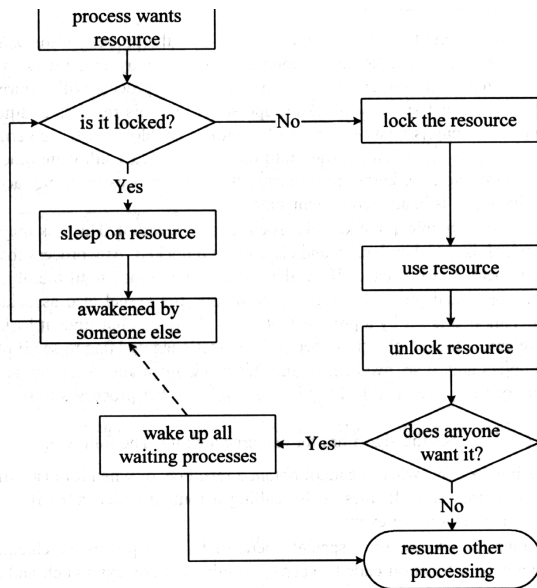 process wants
resource
is it locked?
No
lock the resource
Yes
sleep on resource
use resource
awakened by
someone else
unlock resource
wake up all
waiting processes
Yes
does anyone
want it?
No
resume other
processing